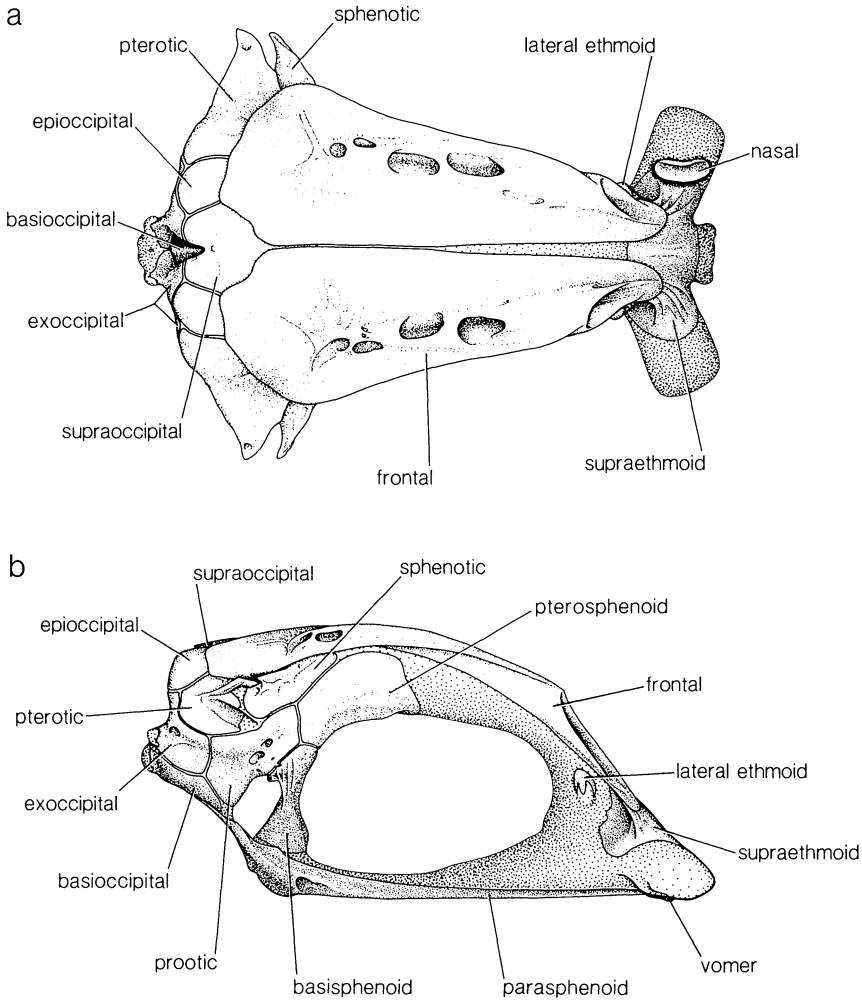 a
sphenotic
pterotic
lateral ethmoid
epioccipital
nasal
basioccipital
exoccipital
supraoccipital
supraethmoid
frontal
b
supraoccipital
sphenotic
pterosphenoid
epioccipital
frontal
pterotic
lateral ethmoid
exoccipital
supraethmoid
basioccipital
prootic
vomer
basisphenoid
parasphenoid